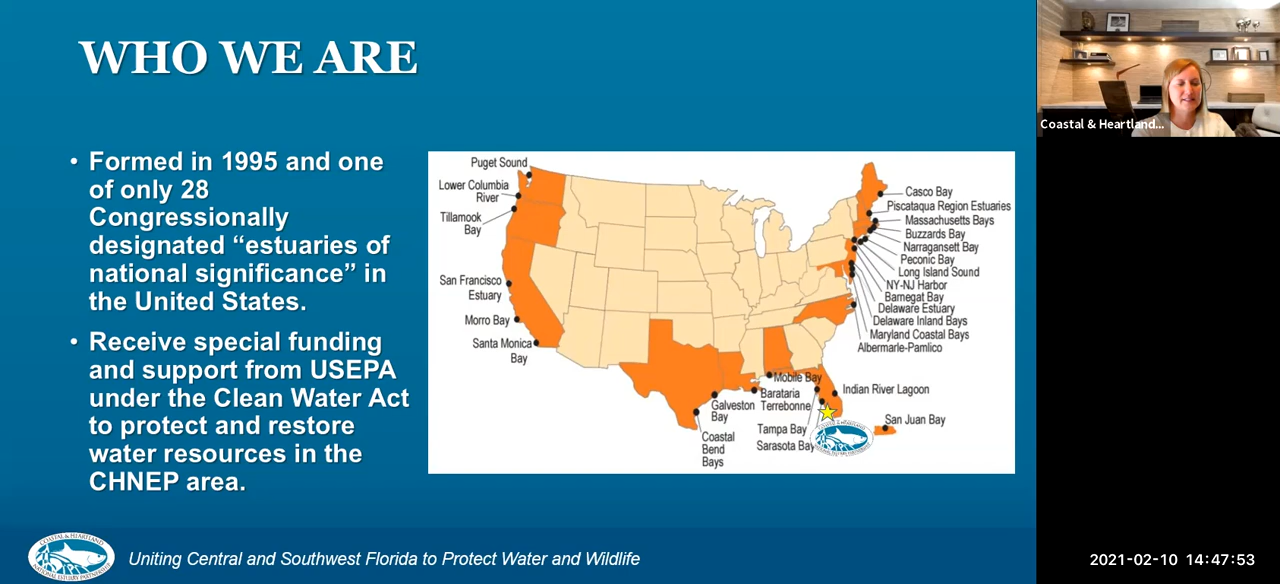 WHO WE ARE
• Formed in 1995 and one
of only 28
Congressionally
designated “estuaries of
national significance” in
the United States.
• Receive special funding
and support from USEPA
under the Clean Water Act
to protect and restore
water resources in the
CHNEP area.
Puget Sound
Lower Columbia
River
Tillamook
Bay
San Francisco
Estuary
Morro Bay
Santa Monica
Bay
Casco Bay
Piscataqua Region Estuaries
Massachusetts Bays
Buzzards Bay
Narragansett Bay
Peconic Bay
Long Island Sound
NY-NJ Harbor
Barnegat Bay
Delaware Estuary
Delaware Inland Bays
Maryland Coastal Bays
Albermarle-Pamlico
Mobile Bay
Indian River Lagoon
Barataria
Terrebonne
Galveston
Bay
San Juan Bay
Tampa Bay
Sarasota Bay
Coastal
Bend
Bays
COASTAL & HEARTLAND
NATIONAL ESTUARY PARTNERSHIP
Uniting Central and Southwest Florida to Protect Water and Wildlife
Coastal & Heartland...
2021-02-10 14:47:53